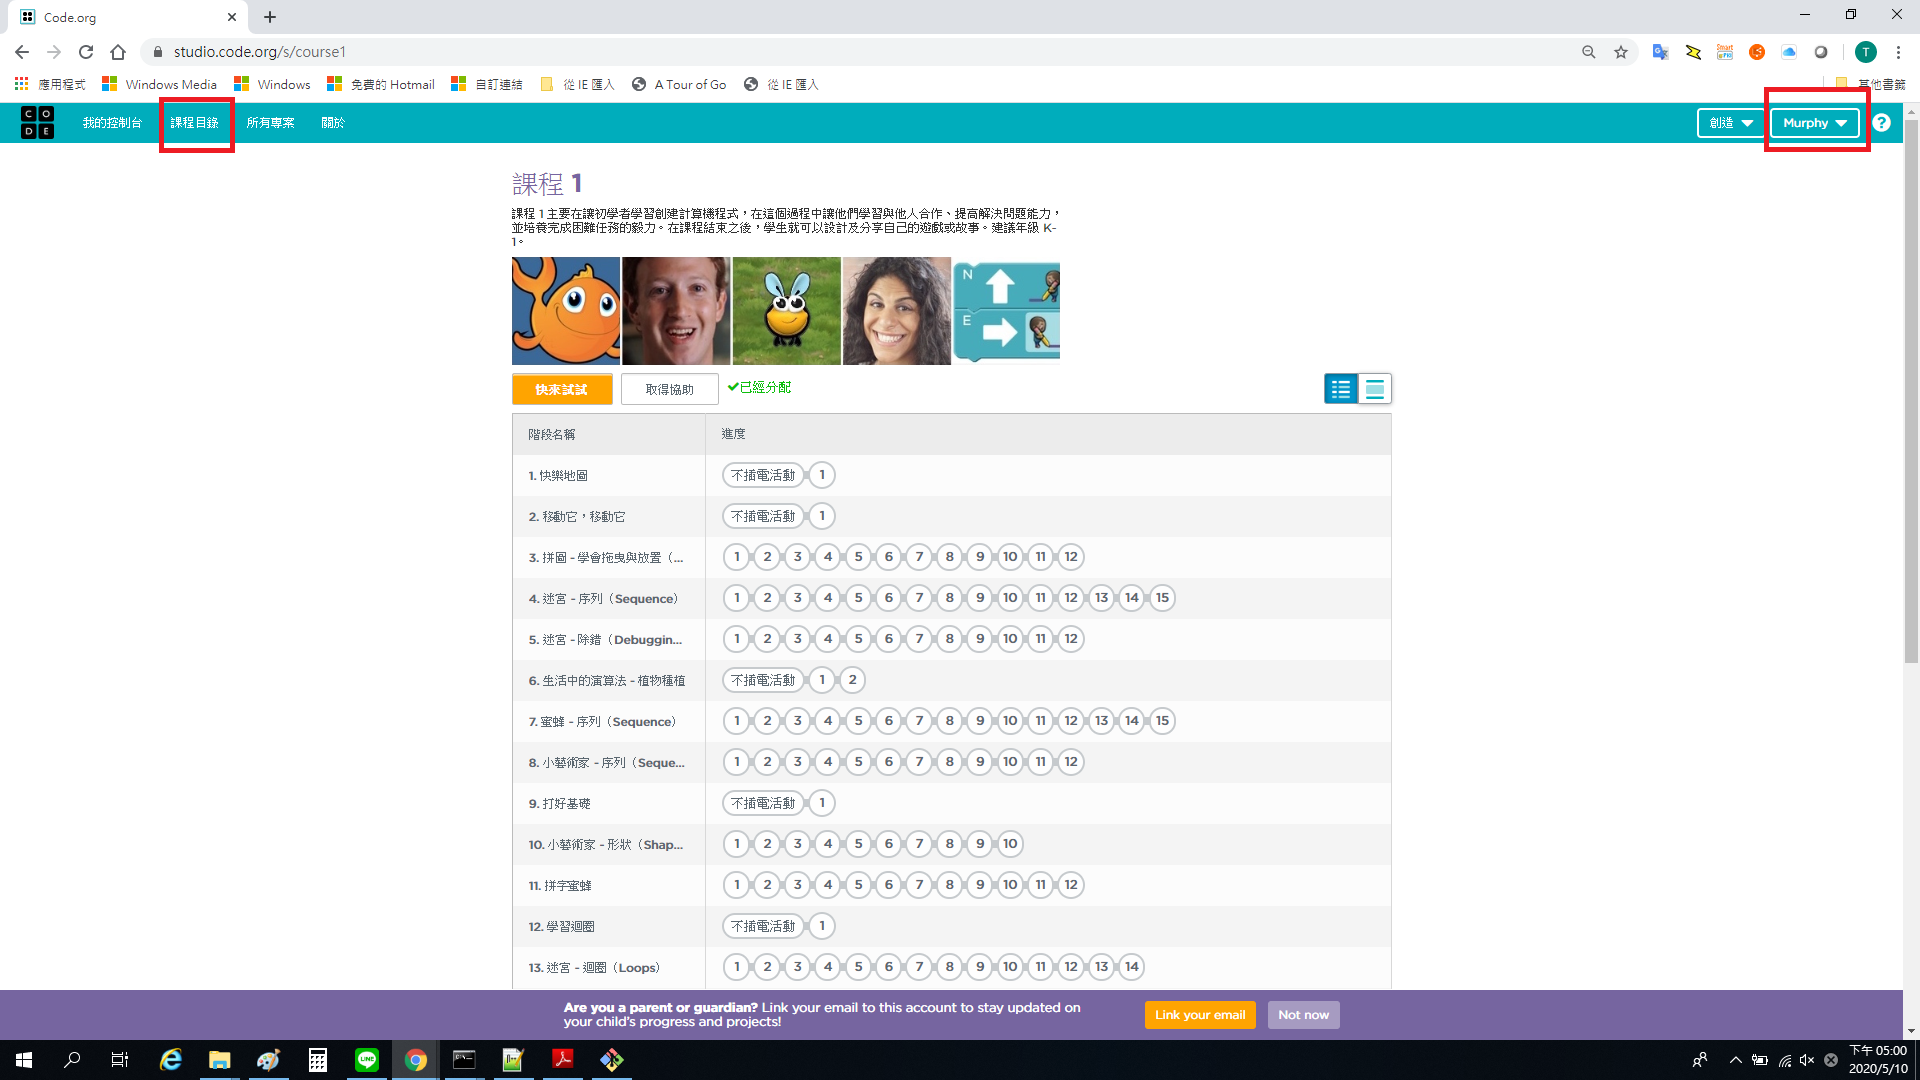 Code.org
studio.code.org/s/course1
應用程式
Windows Media
Windows
免費的 Hotmail
自訂連結
從 IE 匯入
A Tour of Go
從 IE 匯入
其他書籤
CODE
我的控制台
課程目錄
所有專案
關於
創造
Murphy
?
課程 1
課程 1 主要在讓初學者學習創建計算機程式，在這個過程中讓他們學習與他人合作、提高解決問題能力，
並培養完成困難任務的毅力。在課程結束之後，學生就可以設計及分享自己的遊戲或故事。建議年級 K-
1。
N
E
快來試試
取得協助
已經分配
階段名稱 進度
1. 快樂地圖 不插電活動 1
2. 移動它，移動它 不插電活動 1
3. 拼圖 - 學會拖曳與放置（... 1 2 3 4 5 6 7 8 9 10 11 12
4. 迷宮 - 序列（Sequence） 1 2 3 4 5 6 7 8 9 10 11 12 13 14 15
5. 迷宮 - 除錯（Debuggin... 1 2 3 4 5 6 7 8 9 10 11 12
6. 生活中的演算法 - 植物種植 不插電活動 1 2
7. 蜜蜂 - 序列（Sequence） 1 2 3 4 5 6 7 8 9 10 11 12 13 14 15
8. 小藝術家 - 序列（Seque... 1 2 3 4 5 6 7 8 9 10 11 12
9. 打好基礎 不插電活動 1
10. 小藝術家 - 形狀（Shap... 1 2 3 4 5 6 7 8 9 10
11. 拼字蜜蜂 1 2 3 4 5 6 7 8 9 10 11 12
12. 學習迴圈 不插電活動 1
13. 迷宮 - 迴圈（Loops） 1 2 3 4 5 6 7 8 9 10 11 12 13 14
Are you a parent or guardian? Link your email to this account to stay updated on
your child's progress and projects!
Link your email
Not now
下午 05:00
2020/5/10